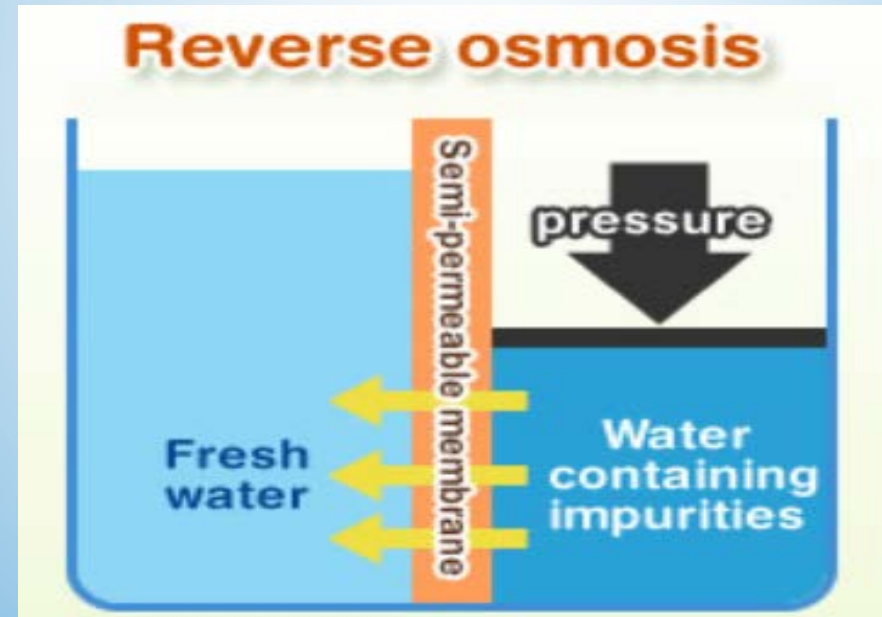 Reverse osmosis
Fresh
water
Semi-permeable membrane
pressure
Water
containing
impurities